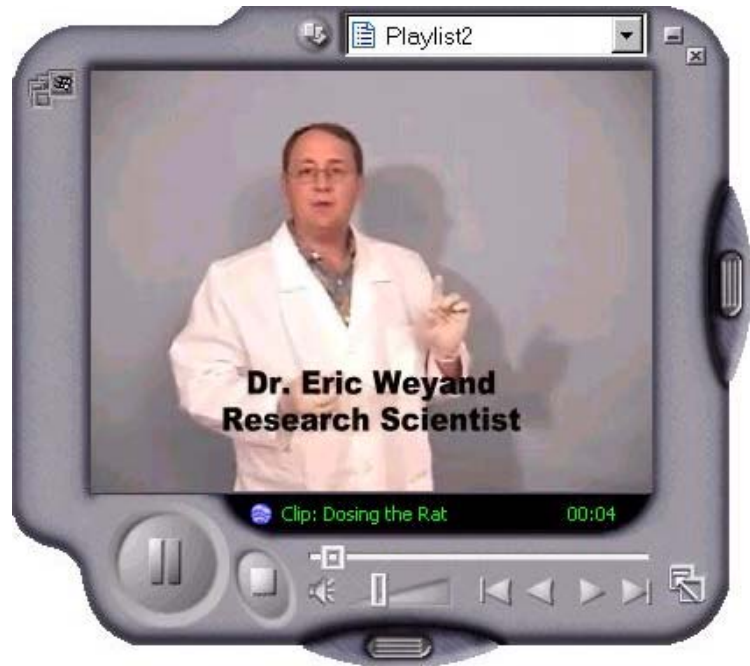 Playlist2
Dr. Eric Weyand
Research Scientist
Clip: Dosing the Rat 00:04